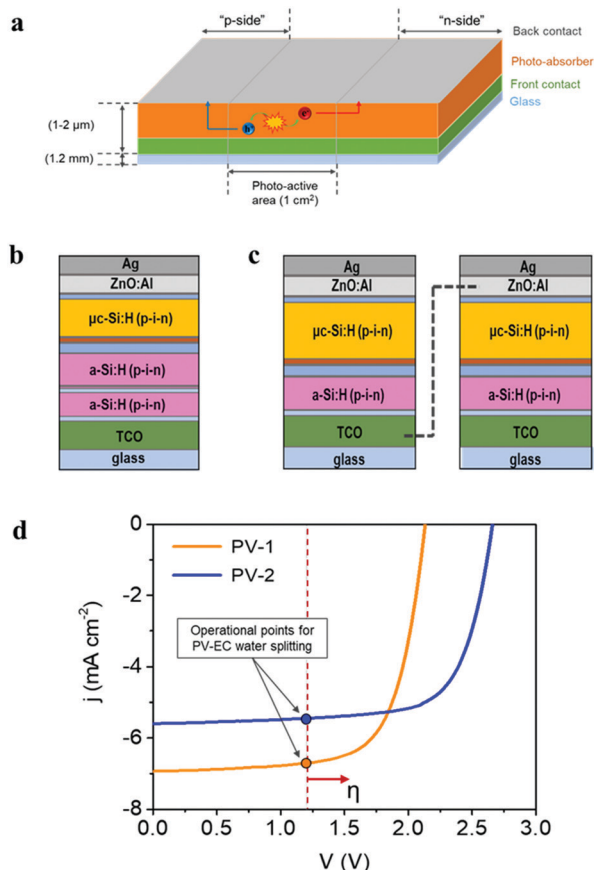 a
"p-side"
"n-side"
Back contact
Photo-absorber
Front contact
Glass
(1-2 µm)
(1.2 mm)
h⁺
e⁻
Photo-active
area (1 cm²)
b
Ag
ZnO:Al
µc-Si:H (p-i-n)
a-Si:H (p-i-n)
a-Si:H (p-i-n)
TCO
glass
c
Ag
ZnO:Al
µc-Si:H (p-i-n)
a-Si:H (p-i-n)
TCO
glass
Ag
ZnO:Al
µc-Si:H (p-i-n)
a-Si:H (p-i-n)
TCO
glass
d
PV-1
PV-2
Operational points for
PV-EC water splitting
η
0
-2
-4
-6
-8
j (mA cm⁻²)
0.0 0.5 1.0 1.5 2.0 2.5 3.0
V (V)